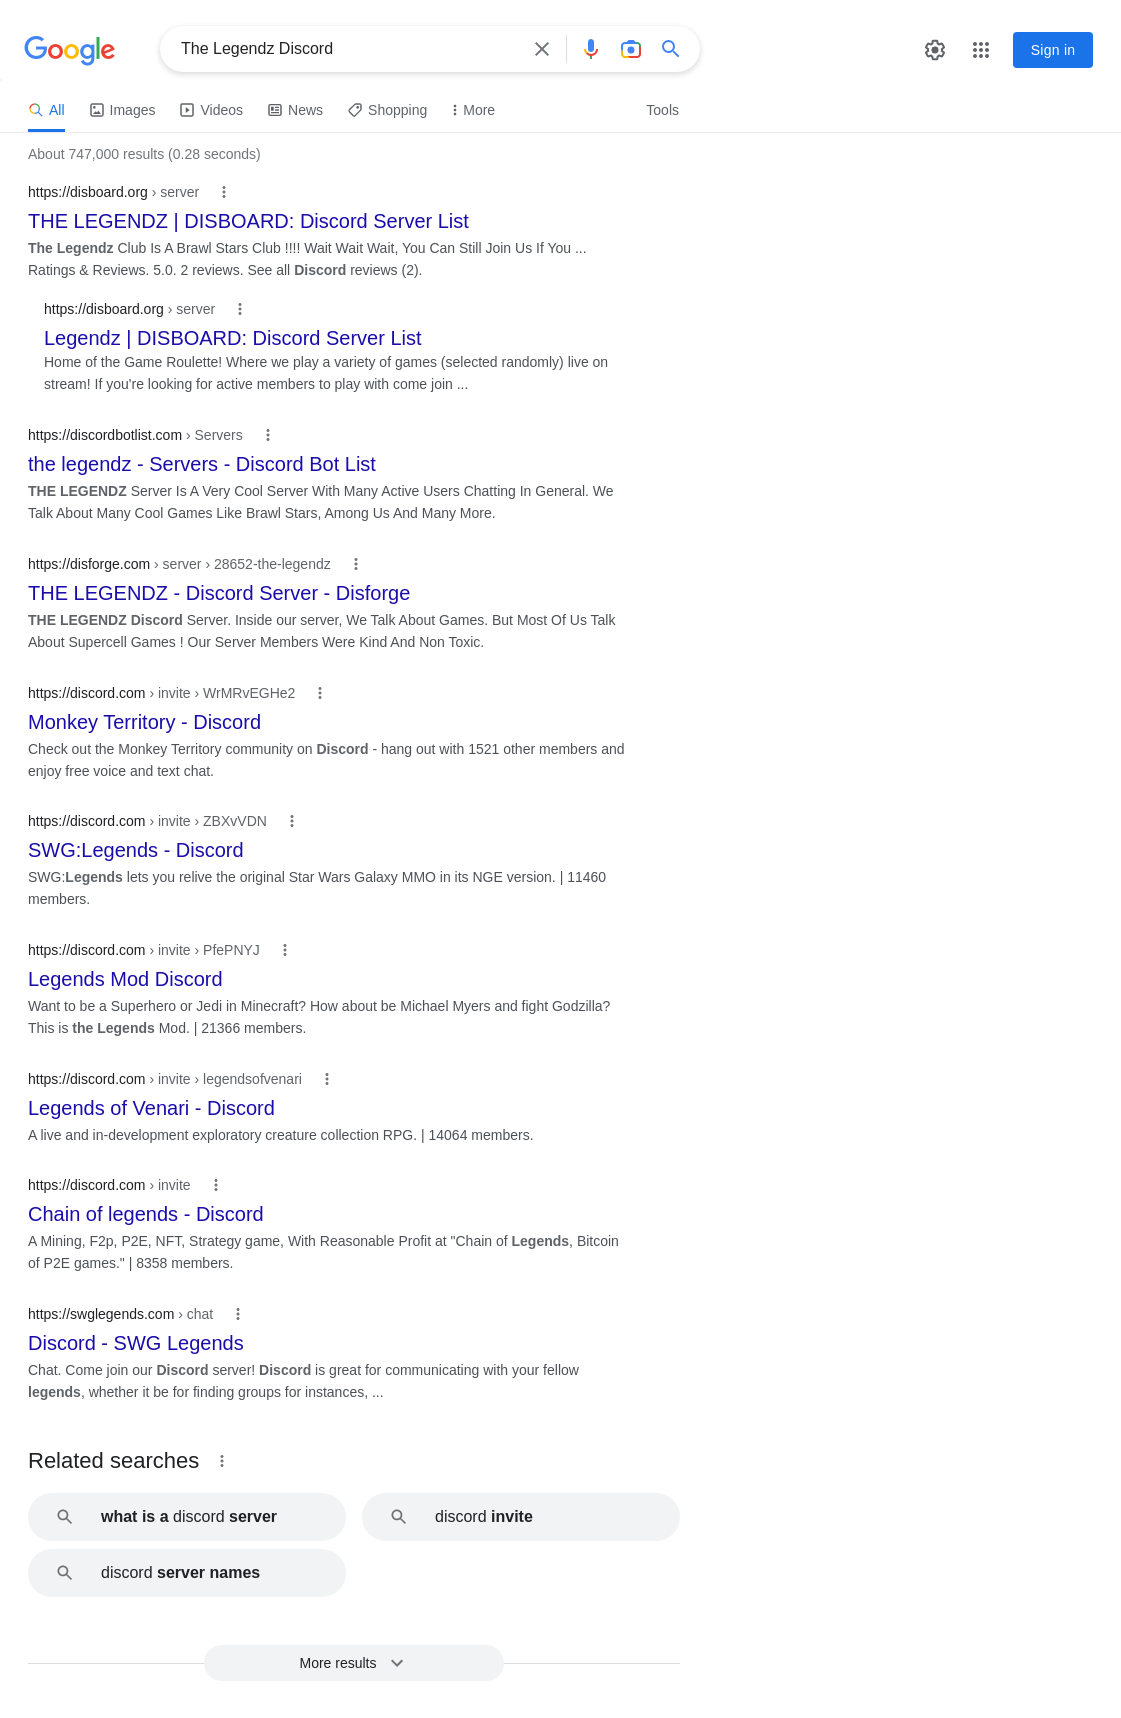 Google
The Legendz Discord
Sign in
All Images Videos News Shopping More Tools
About 747,000 results (0.28 seconds)
https://disboard.org › server
THE LEGENDZ | DISBOARD: Discord Server List
The Legendz Club Is A Brawl Stars Club !!!! Wait Wait Wait, You Can Still Join Us If You ...
Ratings & Reviews. 5.0. 2 reviews. See all Discord reviews (2).
https://disboard.org › server
Legendz | DISBOARD: Discord Server List
Home of the Game Roulette! Where we play a variety of games (selected randomly) live on
stream! If you're looking for active members to play with come join ...
https://discordbotlist.com › Servers
the legendz - Servers - Discord Bot List
THE LEGENDZ Server Is A Very Cool Server With Many Active Users Chatting In General. We
Talk About Many Cool Games Like Brawl Stars, Among Us And Many More.
https://disforge.com › server › 28652-the-legendz
THE LEGENDZ - Discord Server - Disforge
THE LEGENDZ Discord Server. Inside our server, We Talk About Games. But Most Of Us Talk
About Supercell Games ! Our Server Members Were Kind And Non Toxic.
https://discord.com › invite › WrMRvEGHe2
Monkey Territory - Discord
Check out the Monkey Territory community on Discord - hang out with 1521 other members and
enjoy free voice and text chat.
https://discord.com › invite › ZBXvVDN
SWG:Legends - Discord
SWG:Legends lets you relive the original Star Wars Galaxy MMO in its NGE version. | 11460
members.
https://discord.com › invite › PfePNYJ
Legends Mod Discord
Want to be a Superhero or Jedi in Minecraft? How about be Michael Myers and fight Godzilla?
This is the Legends Mod. | 21366 members.
https://discord.com › invite › legendsofvenari
Legends of Venari - Discord
A live and in-development exploratory creature collection RPG. | 14064 members.
https://discord.com › invite
Chain of legends - Discord
A Mining, F2p, P2E, NFT, Strategy game, With Reasonable Profit at "Chain of Legends, Bitcoin
of P2E games." | 8358 members.
https://swglegends.com › chat
Discord - SWG Legends
Chat. Come join our Discord server! Discord is great for communicating with your fellow
legends, whether it be for finding groups for instances, ...
Related searches
what is a discord server
discord invite
discord server names
More results